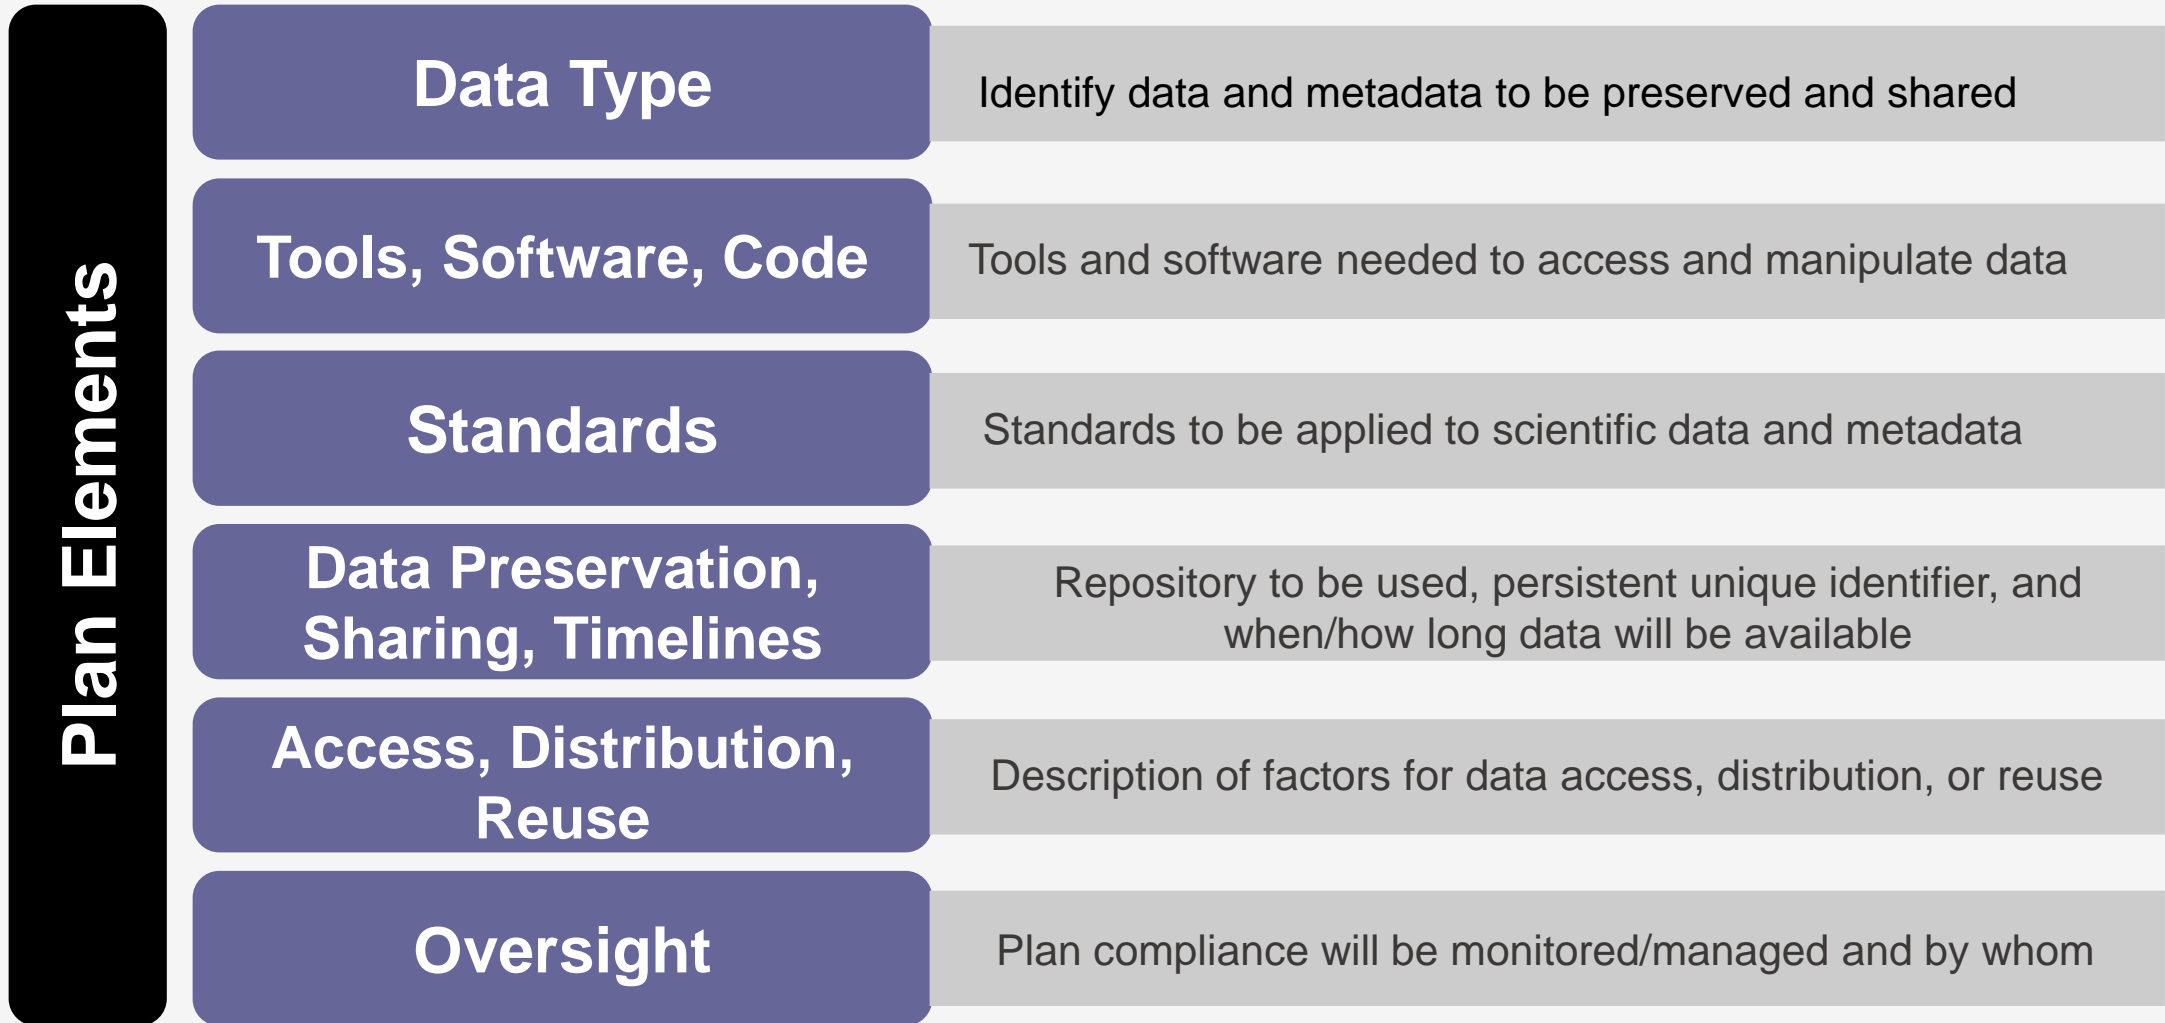 Plan Elements
Data Type
Identify data and metadata to be preserved and shared
Tools, Software, Code
Tools and software needed to access and manipulate data
Standards
Standards to be applied to scientific data and metadata
Data Preservation,
Sharing, Timelines
Repository to be used, persistent unique identifier, and
when/how long data will be available
Access, Distribution,
Reuse
Description of factors for data access, distribution, or reuse
Oversight
Plan compliance will be monitored/managed and by whom